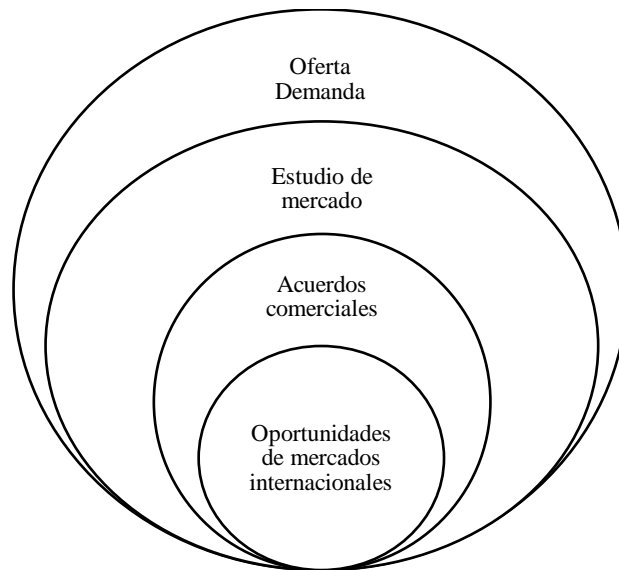 Oferta
Demanda
Estudio de
mercado
Acuerdos
comerciales
Oportunidades
de mercados
internacionales